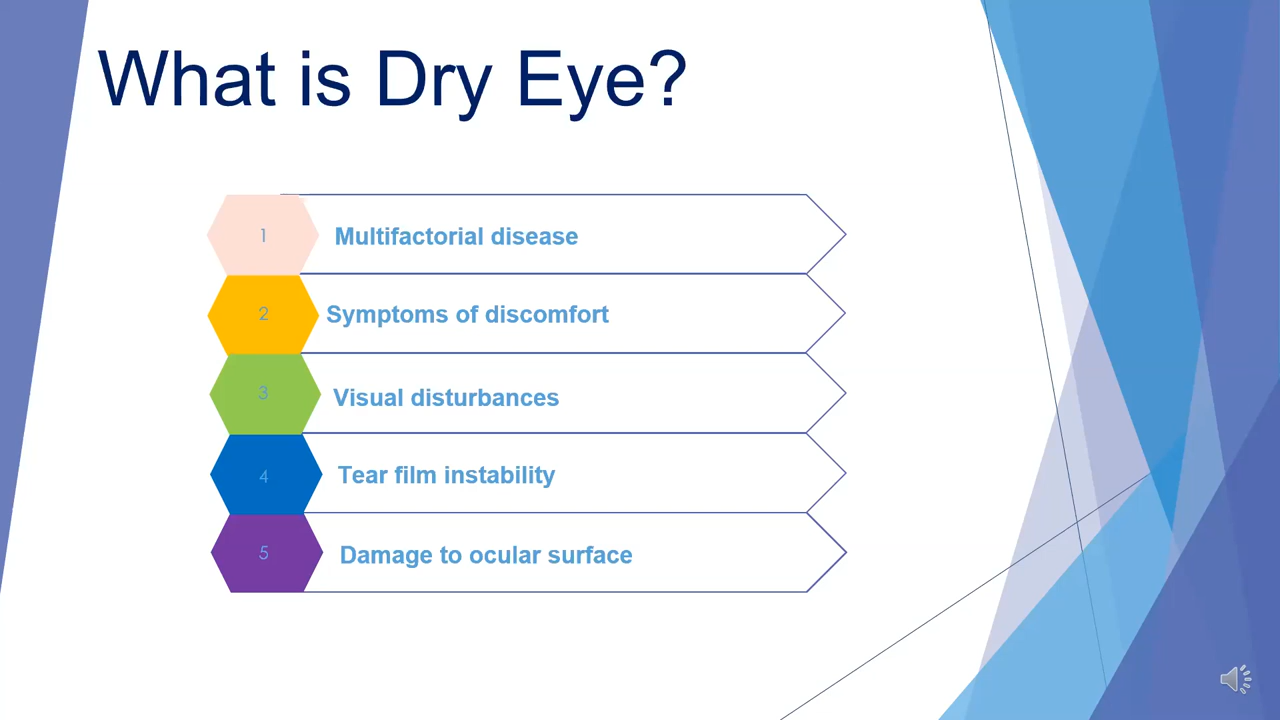 What is Dry Eye?
1 Multifactorial disease
2 Symptoms of discomfort
3 Visual disturbances
4 Tear film instability
5 Damage to ocular surface